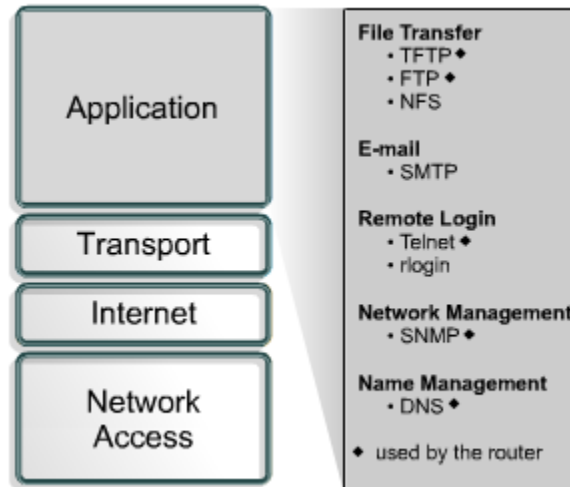 Application
Transport
Internet
Network
Access
File Transfer
• TFTP ◆
• FTP ◆
• NFS
E-mail
• SMTP
Remote Login
• Telnet ◆
• rlogin
Network Management
• SNMP ◆
Name Management
• DNS ◆
◆ used by the router